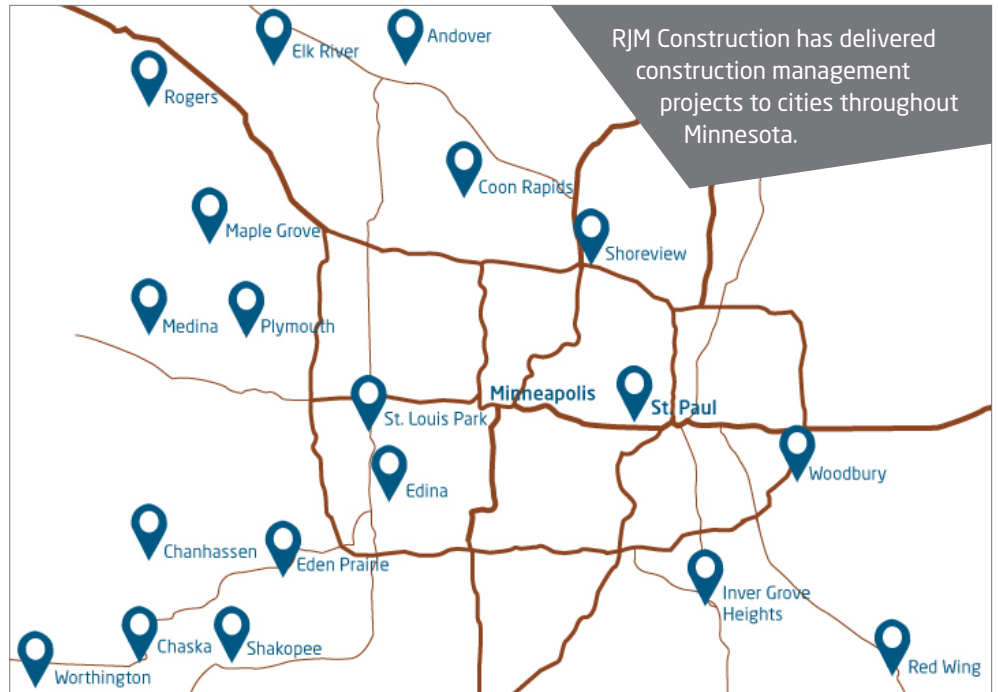 RJM Construction has delivered
construction management
projects to cities throughout
Minnesota.
Elk River
Andover
Rogers
Coon Rapids
Maple Grove
Shoreview
Medina
Plymouth
Minneapolis
St. Paul
St. Louis Park
Woodbury
Edina
Chanhassen
Eden Prairie
Inver Grove
Heights
Chaska
Shakopee
Worthington
Red Wing